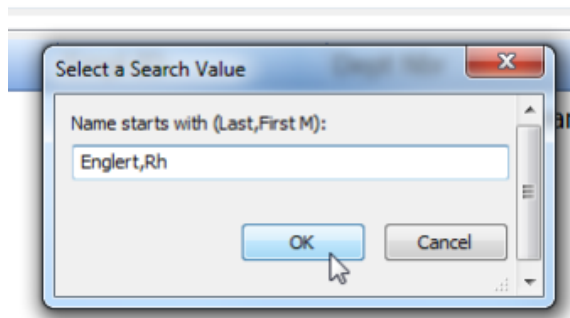 Select a Search Value
Name starts with (Last,First M):
Englert,Rh
OK
Cancel